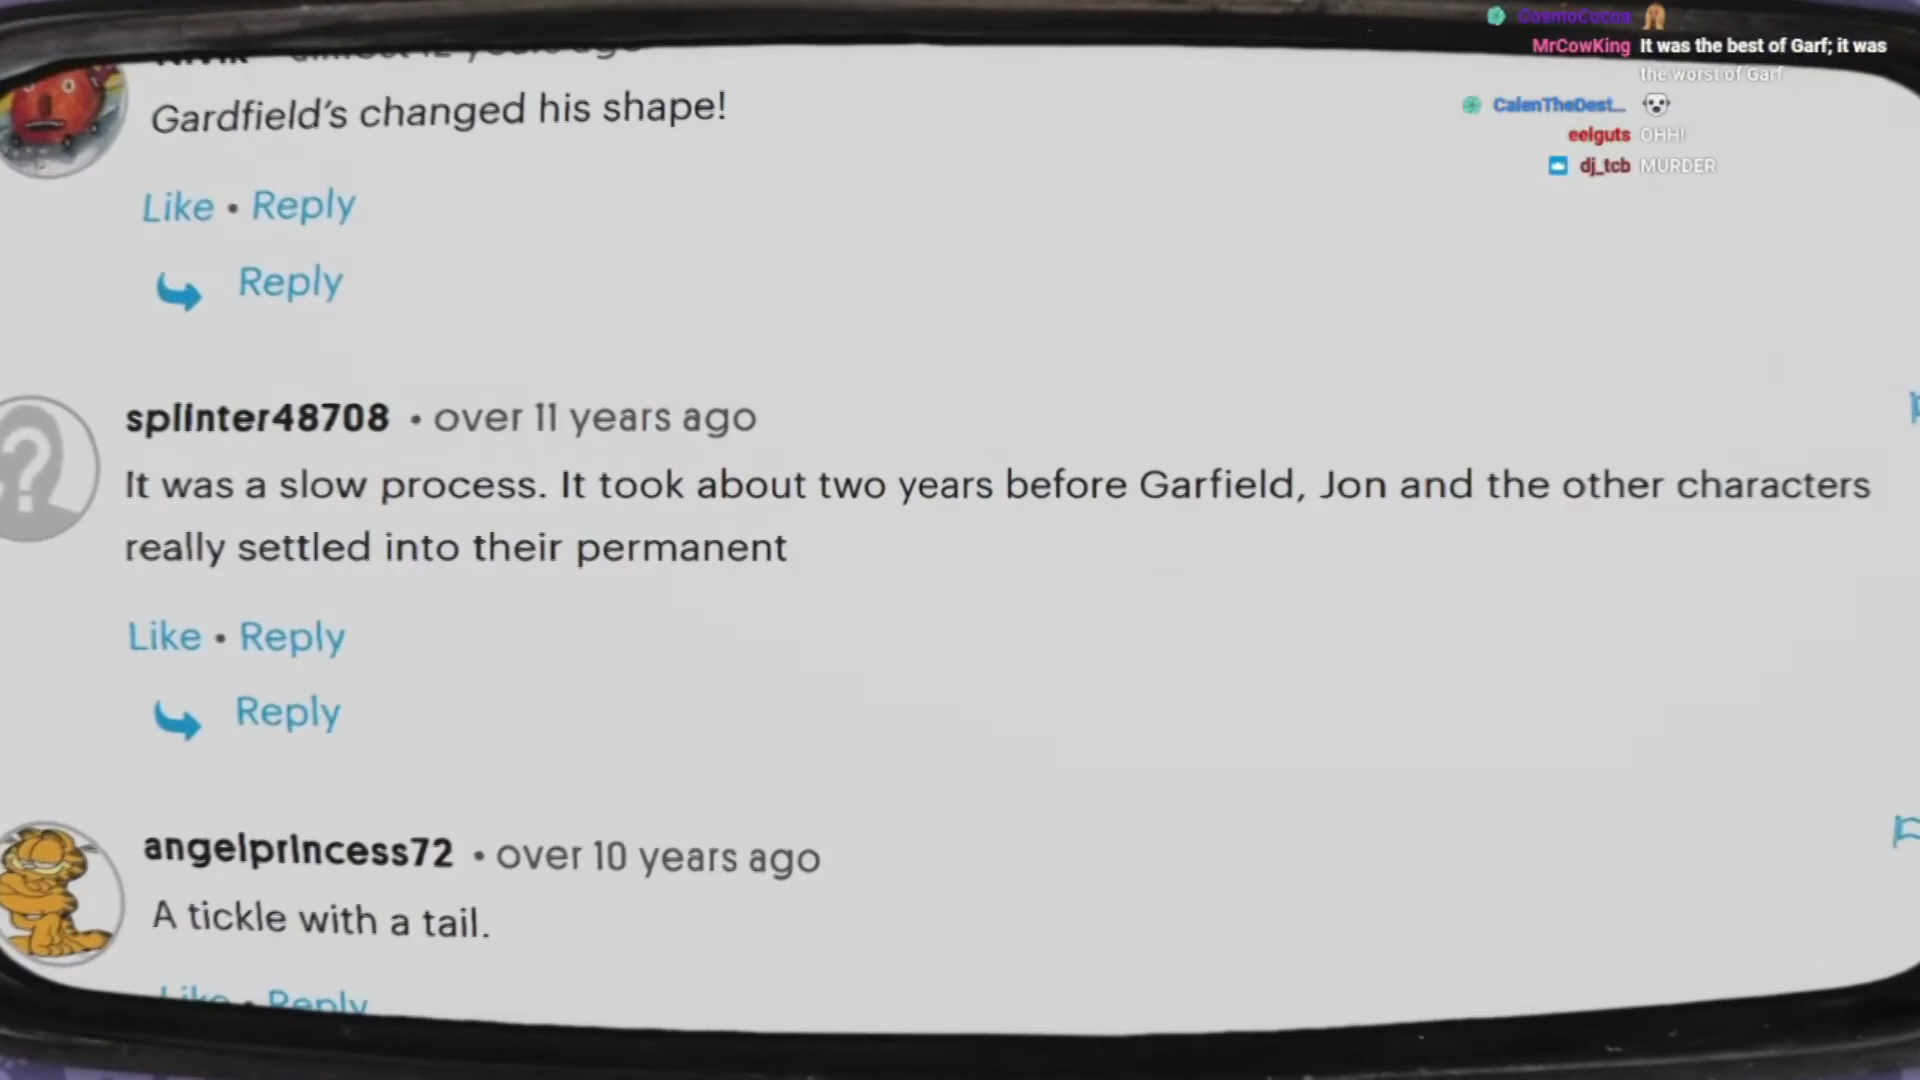 CosmoCocoa
MrCowKing It was the best of Garf; it was
the worst of Garf
CalenTheDest...
eelguts OHH!
dj_tcb MURDER
years ago
Gardfield's changed his shape!
Like • Reply
Reply
splinter48708 • over 11 years ago
It was a slow process. It took about two years before Garfield, Jon and the other characters
really settled into their permanent
Like • Reply
Reply
angelprincess72 • over 10 years ago
A tickle with a tail.
Like • Reply